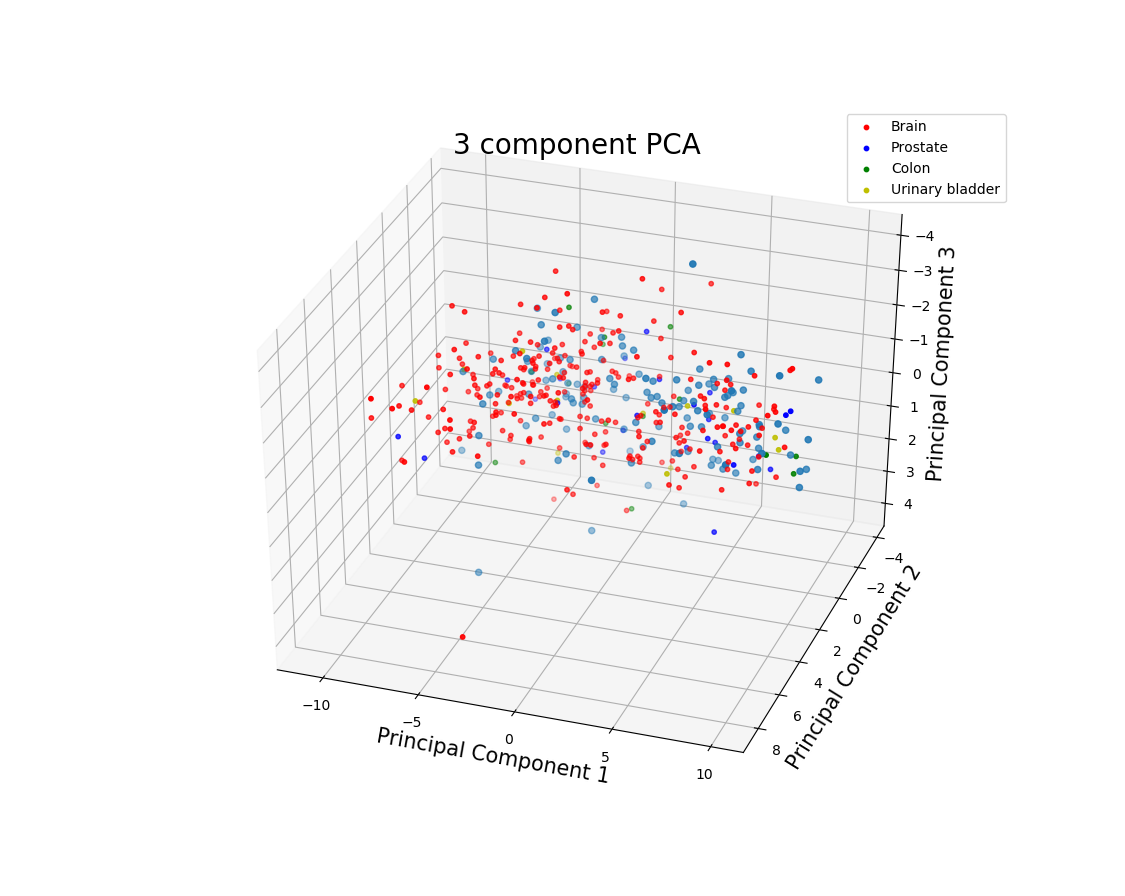 3 component PCA
Brain
Prostate
Colon
Urinary bladder
−4
−3
−2
−1
0
1
2
3
4
Principal Component 3
−4
−2
0
2
4
6
8
Principal Component 2
−10
−5
0
5
10
Principal Component 1